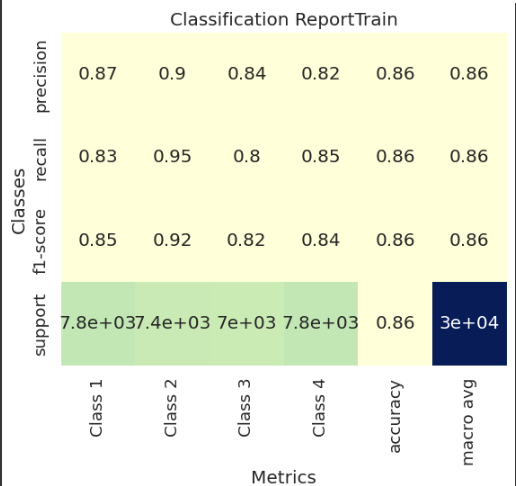 Classification ReportTrain
Classes
precision 0.87 0.9 0.84 0.82 0.86 0.86
recall 0.83 0.95 0.8 0.85 0.86 0.86
f1-score 0.85 0.92 0.82 0.84 0.86 0.86
support 7.8e+03 7.4e+03 7e+03 7.8e+03 0.86 3e+04
Class 1 Class 2 Class 3 Class 4 accuracy macro avg
Metrics